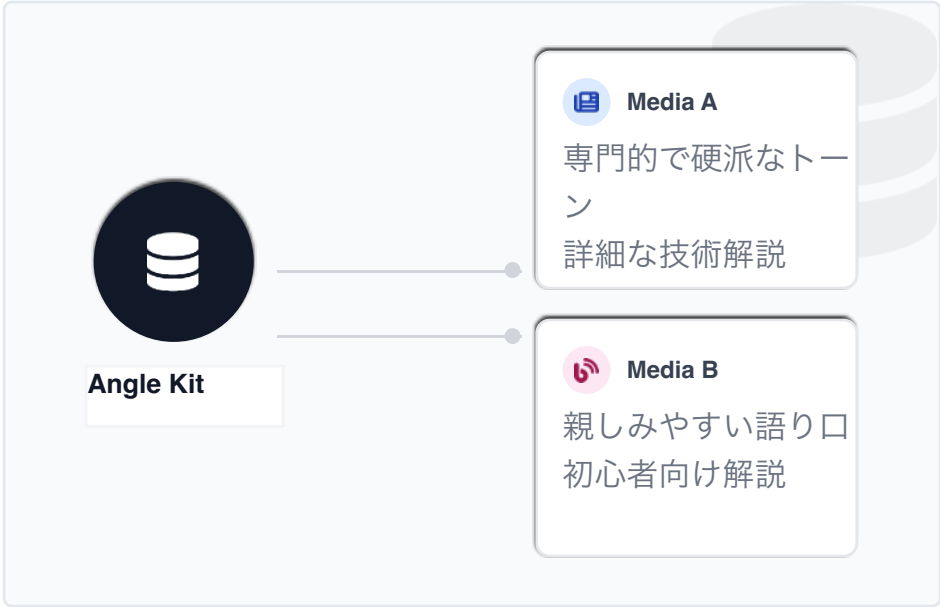 Media A
専門的で硬派なトー
ン
詳細な技術解説
Angle Kit
Media B
親しみやすい語り口
初心者向け解説